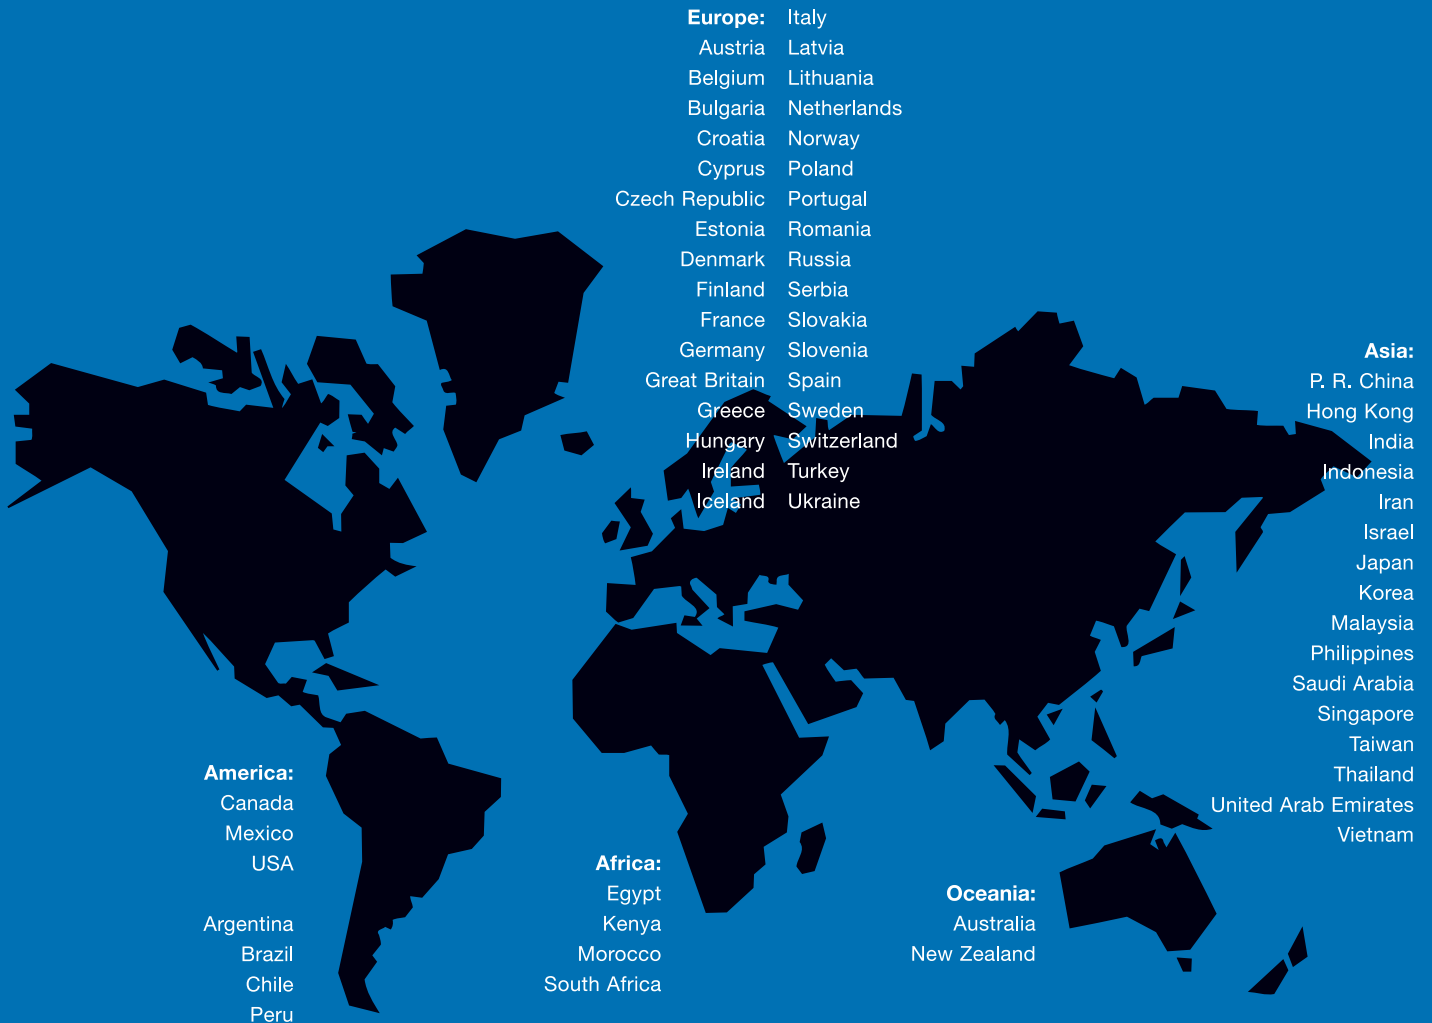 Europe:
Austria
Belgium
Bulgaria
Croatia
Cyprus
Czech Republic
Estonia
Denmark
Finland
France
Germany
Great Britain
Greece
Hungary
Ireland
Iceland
Italy
Latvia
Lithuania
Netherlands
Norway
Poland
Portugal
Romania
Russia
Serbia
Slovakia
Slovenia
Spain
Sweden
Switzerland
Turkey
Ukraine
Asia:
P. R. China
Hong Kong
India
Indonesia
Iran
Israel
Japan
Korea
Malaysia
Philippines
Saudi Arabia
Singapore
Taiwan
Thailand
United Arab Emirates
Vietnam
America:
Canada
Mexico
USA
Argentina
Brazil
Chile
Peru
Africa:
Egypt
Kenya
Morocco
South Africa
Oceania:
Australia
New Zealand